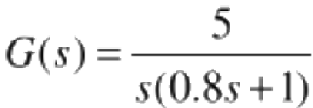 G(s) = 5 / s(0.8s + 1)